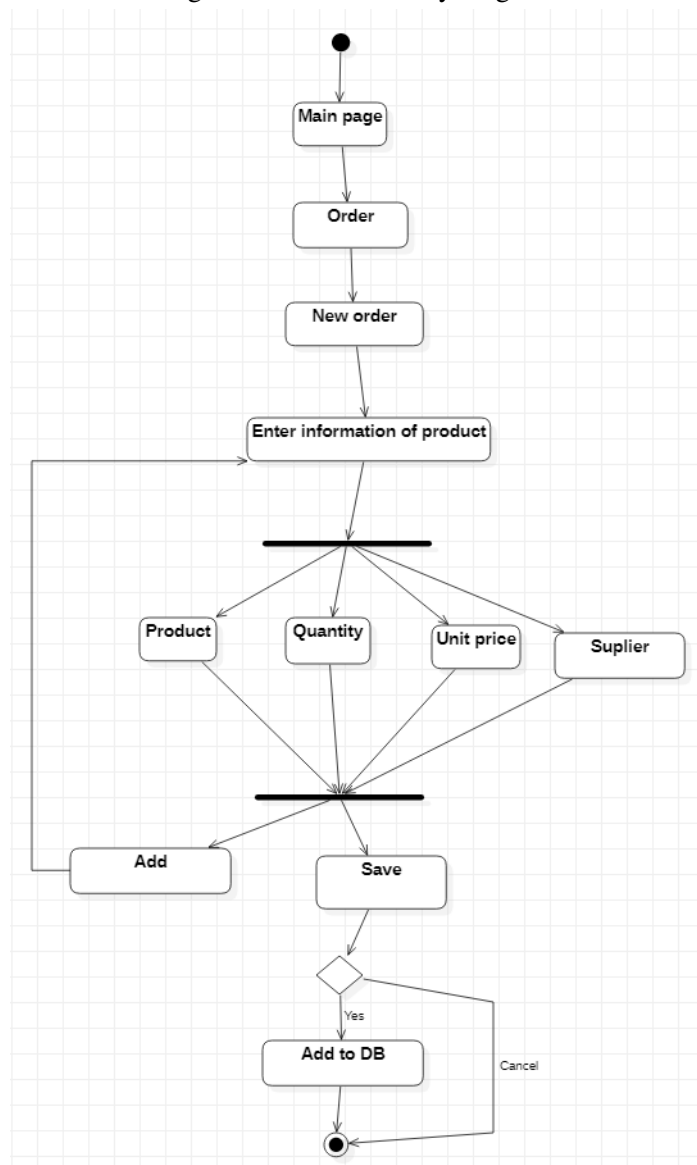 Main page
Order
New order
Enter information of product
Product
Quantity
Unit price
Suplier
Add
Save
Yes
Add to DB
Cancel